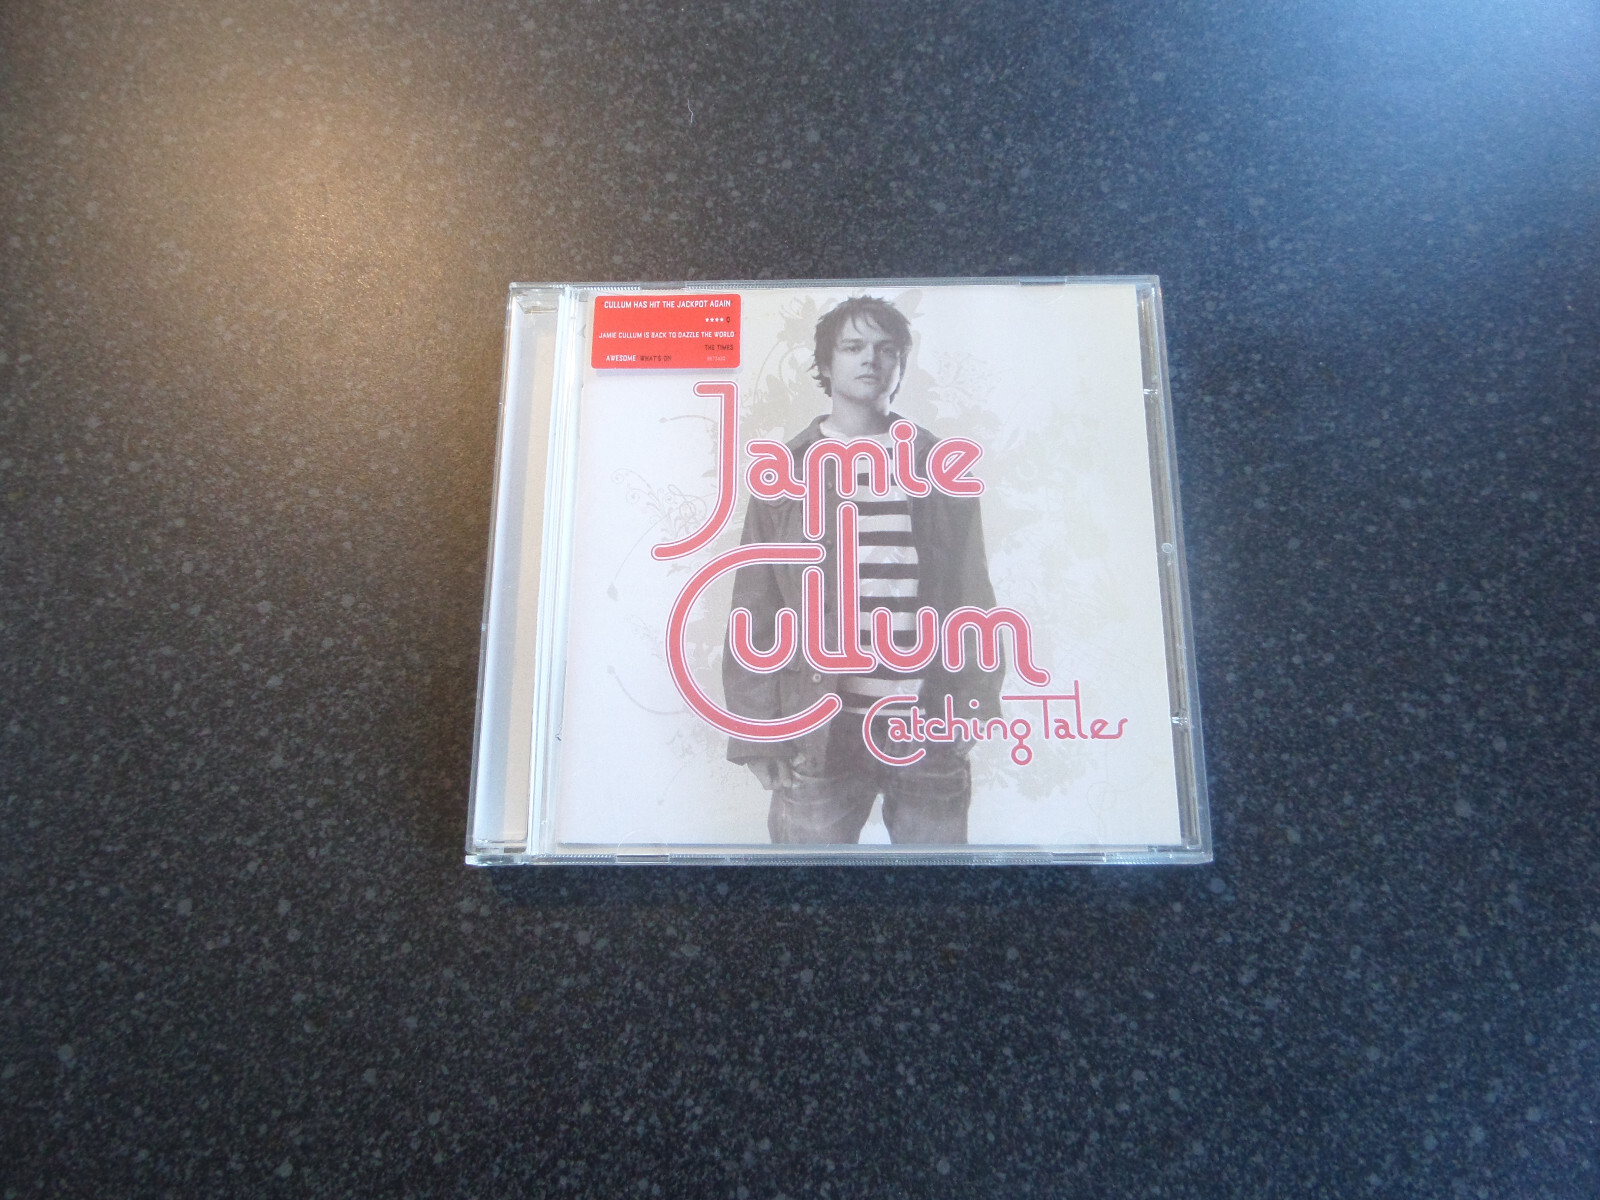 CULLUM HAS HIT THE JACKPOT AGAIN
★★★★ Q
JAMIE CULLUM IS BACK TO DAZZLE THE WORLD
THE TIMES
AWESOME WHAT'S ON
Jamie
Cullum
Catching Tales